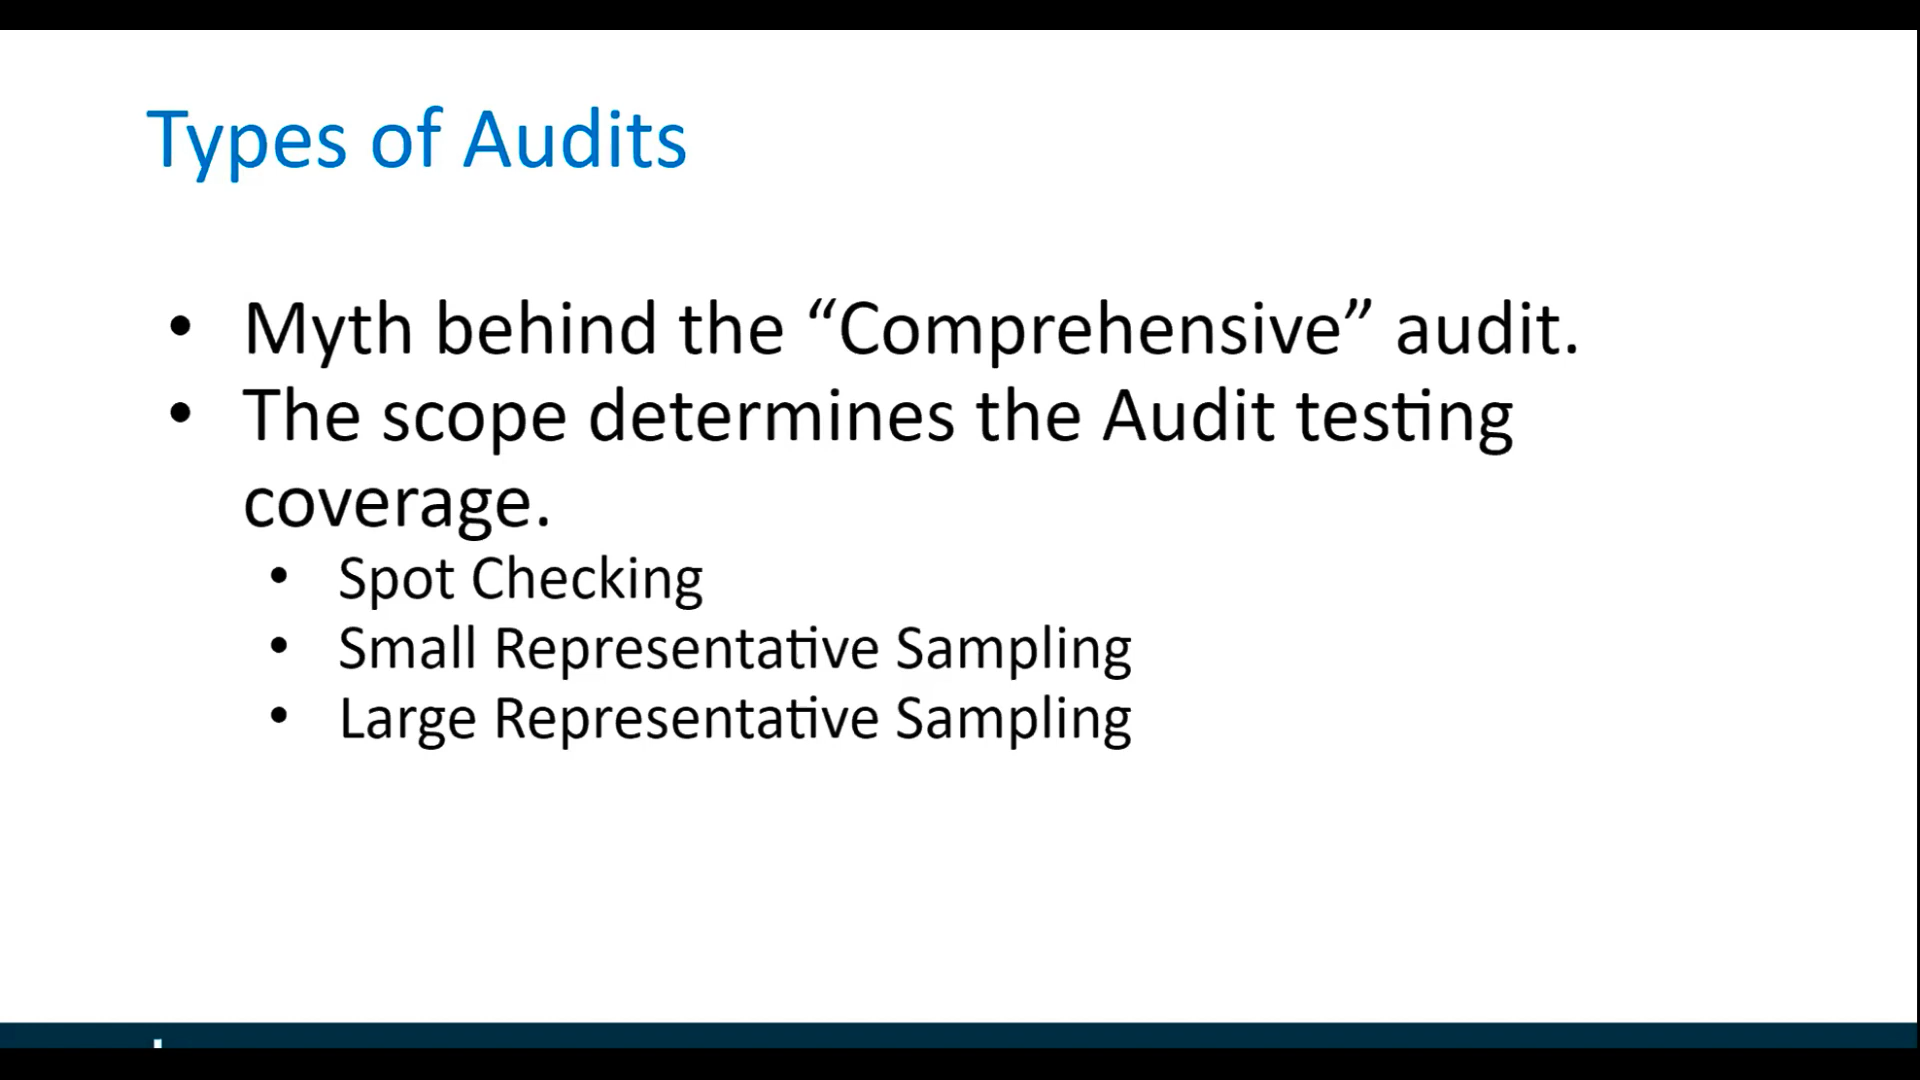 Types of Audits
• Myth behind the “Comprehensive” audit.
• The scope determines the Audit testing
coverage.
• Spot Checking
• Small Representative Sampling
• Large Representative Sampling